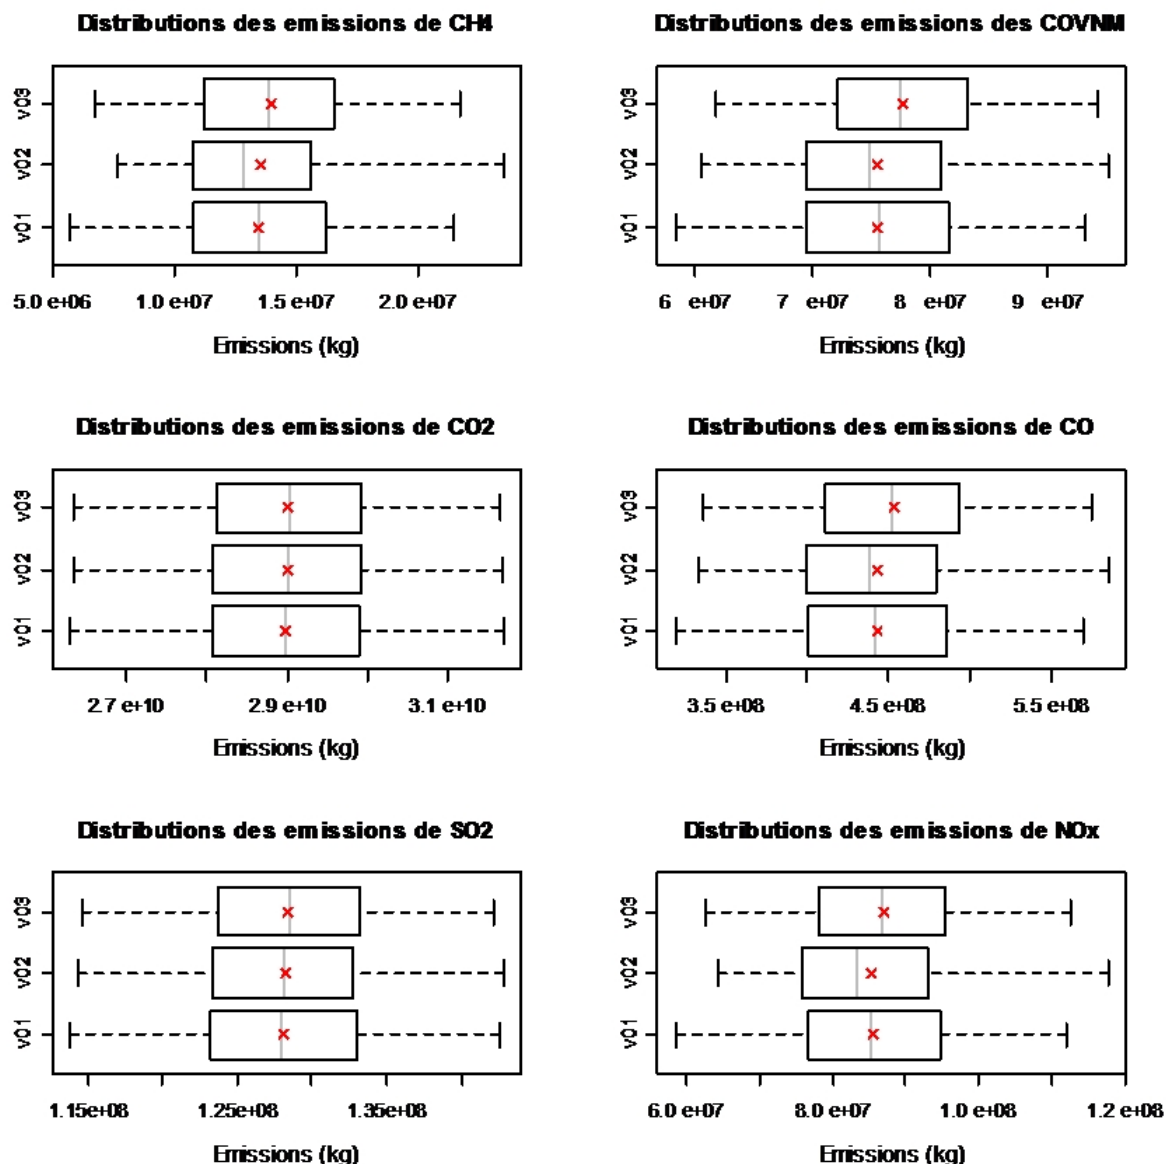 Distributions des emissions de CH4
v03
v02
v01
5.0 e+06 1.0 e+07 1.5 e+07 2.0 e+07
Emissions (kg)
Distributions des emissions des COVNM
v03
v02
v01
6 e+07 7 e+07 8 e+07 9 e+07
Emissions (kg)
Distributions des emissions de CO2
v03
v02
v01
2.7 e+10 2.9 e+10 3.1 e+10
Emissions (kg)
Distributions des emissions de CO
v03
v02
v01
3.5 e+08 4.5 e+08 5.5 e+08
Emissions (kg)
Distributions des emissions de SO2
v03
v02
v01
1.15e+08 1.25e+08 1.35e+08
Emissions (kg)
Distributions des emissions de NOx
v03
v02
v01
6.0 e+07 8.0 e+07 1.0 e+08 1.2 e+08
Emissions (kg)